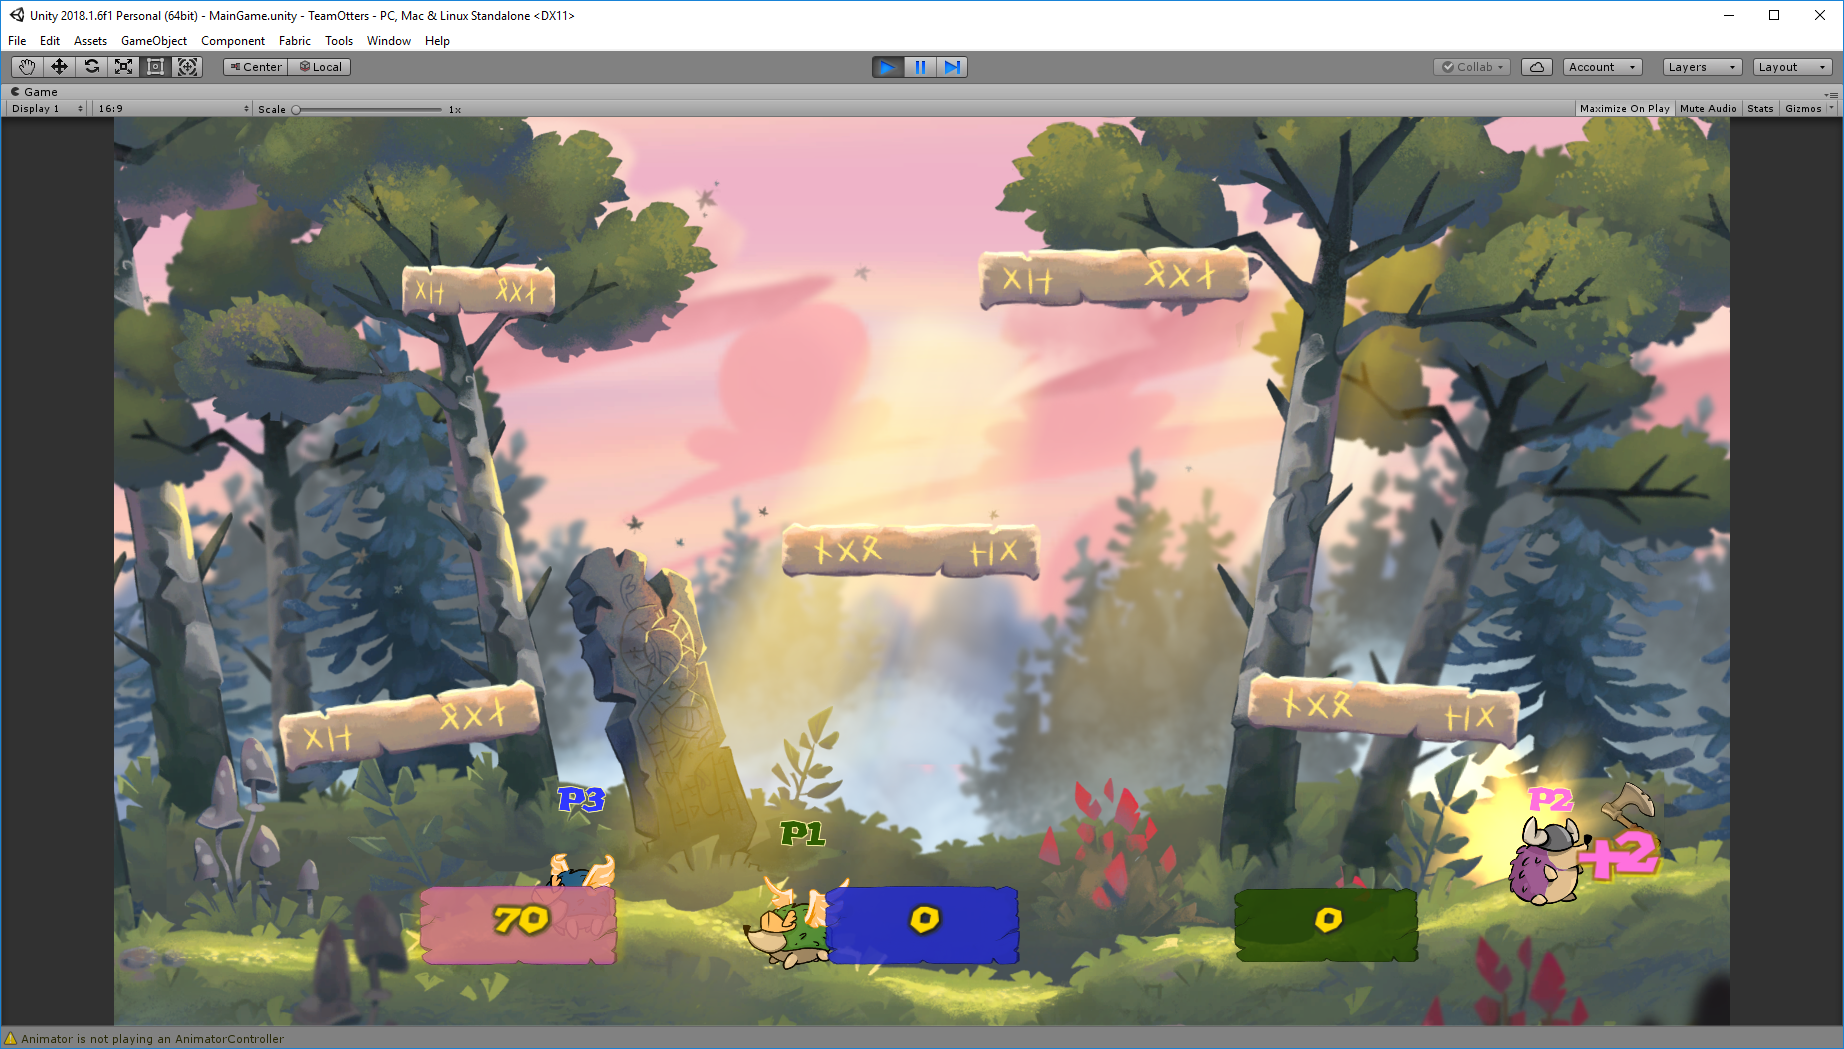 Unity 2018.1.6f1 Personal (64bit) - MainGame.unity - TeamOtters - PC, Mac & Linux Standalone <DX11>
File Edit Assets GameObject Component Fabric Tools Window Help
Center Local Collab Account Layers Layout
Game
Display 1 16:9 Scale 1x Maximize On Play Mute Audio Stats Gizmos
P3
P2
P1
+2
70 0 0
Animator is not playing an AnimatorController